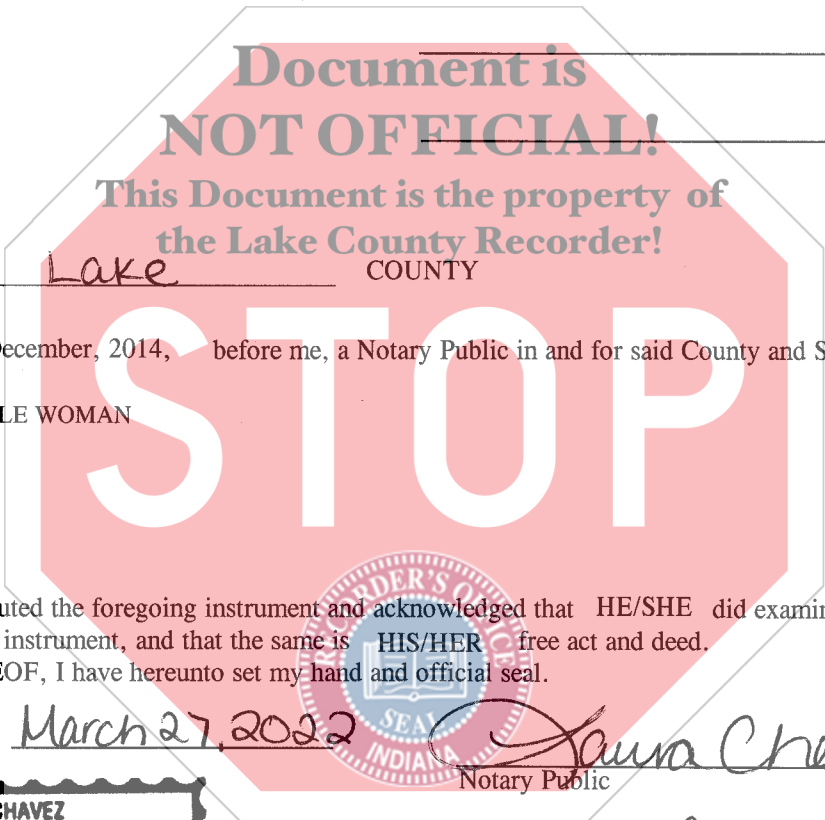 Document is
NOT OFFICIAL!
This Document is the property of
the Lake County Recorder!
Lake COUNTY
ecember, 2014, before me, a Notary Public in and for said County and S
STOP
LE WOMAN
RECORDER'S OFFICE
uted the foregoing instrument and acknowledged that HE/SHE did examin
instrument, and that the same is HIS/HER free act and deed.
EOF, I have hereunto set my hand and official seal.
SEAL
INDIANA
March 27, 2022 Laura Cha
Notary Public
CHAVEZ